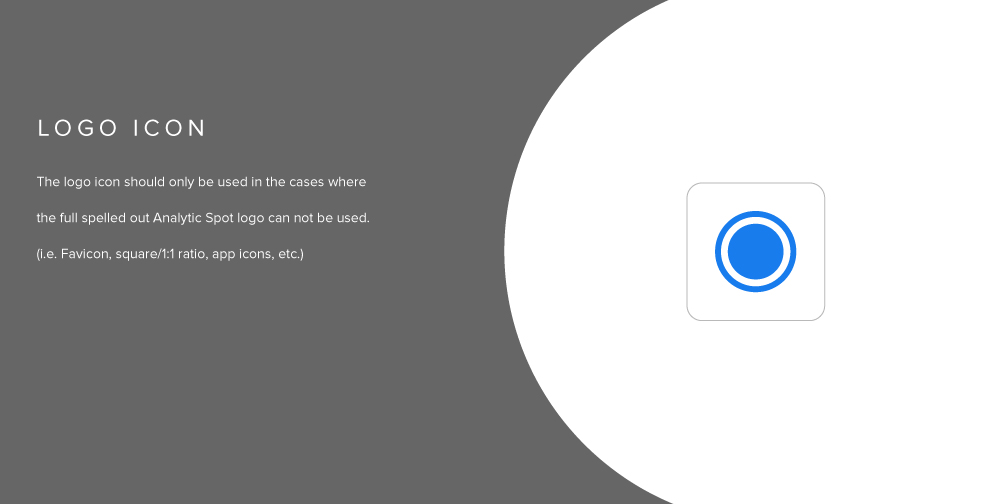 LOGO ICON
The logo icon should only be used in the cases where
the full spelled out Analytic Spot logo can not be used.
(i.e. Favicon, square/1:1 ratio, app icons, etc.)